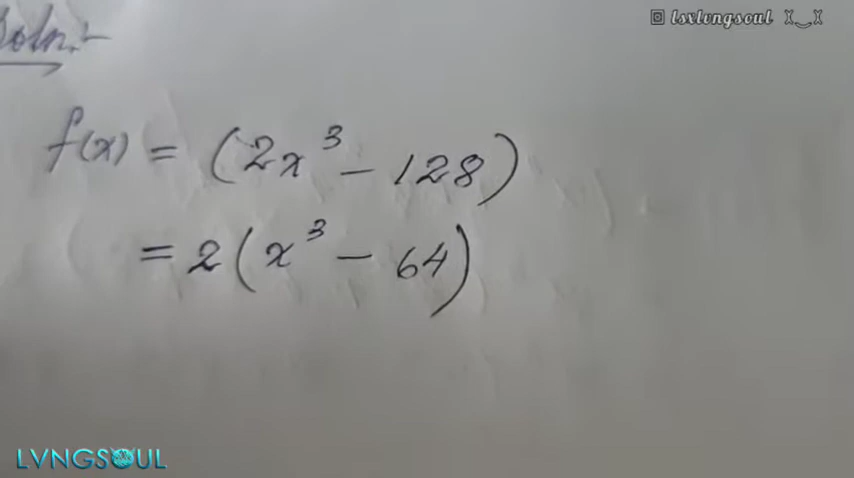 lsxlvngsoul
Soln:-
f(x) = (2x³ - 128)
= 2(x³ - 64)
LVNGSOUL